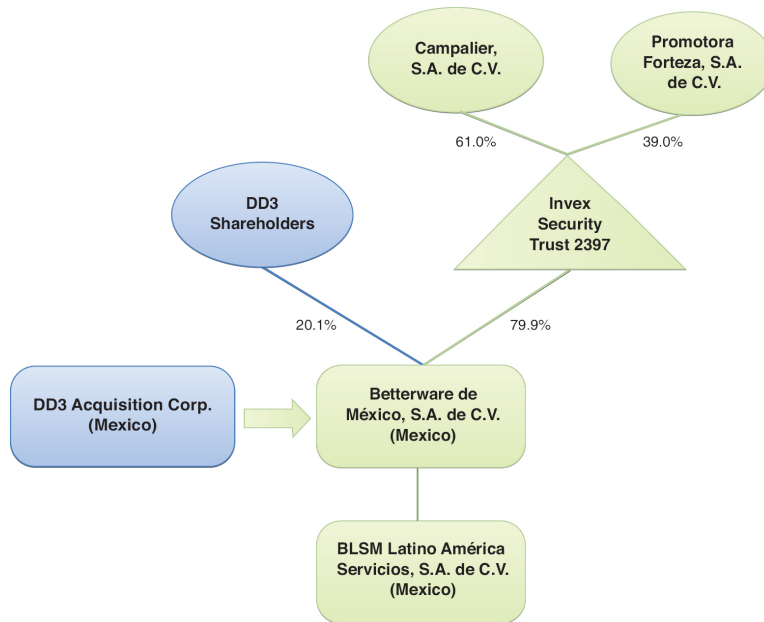 Campalier,
S.A. de C.V.
Promotora
Forteza, S.A.
de C.V.
61.0%
39.0%
DD3
Shareholders
Invex
Security
Trust 2397
20.1%
79.9%
DD3 Acquisition Corp.
(Mexico)
Betterware de
México, S.A. de C.V.
(Mexico)
BLSM Latino América
Servicios, S.A. de C.V.
(Mexico)